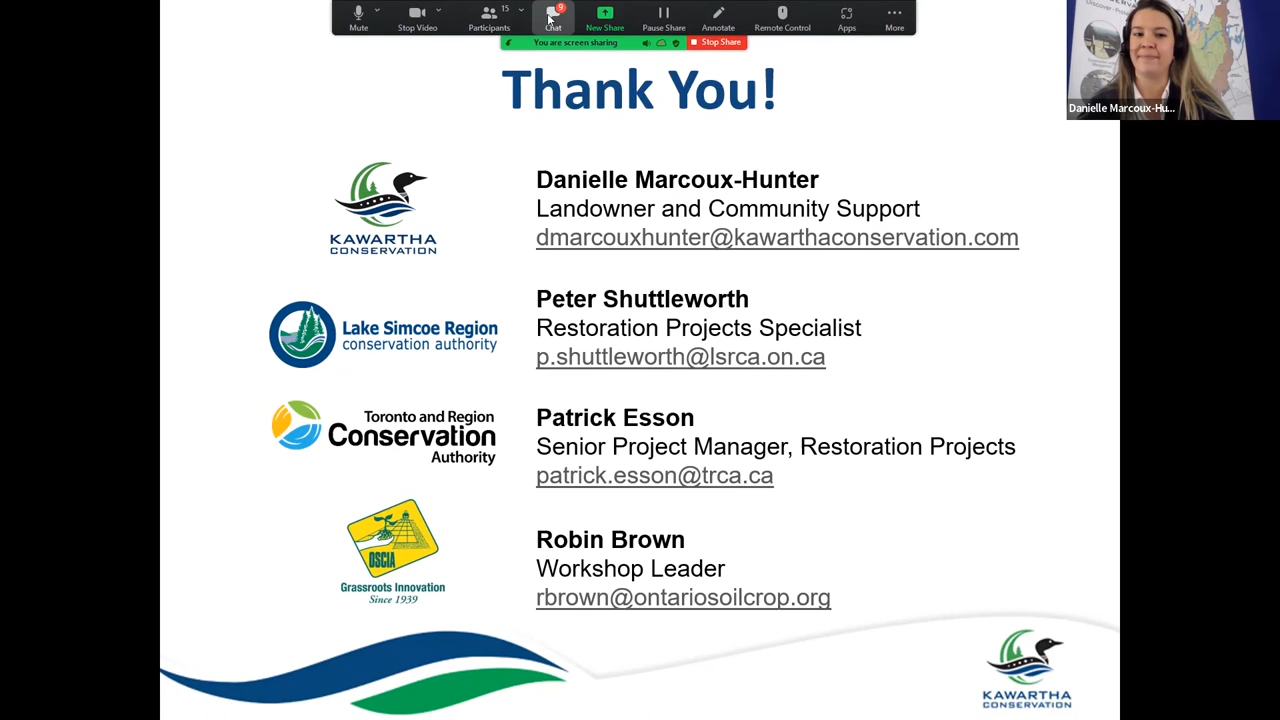 Mute
Stop Video
Participants
15
Chat
9
New Share
Pause Share
Annotate
Remote Control
Apps
More
You are screen sharing
Stop Share
Danielle Marcoux-Hu...
Thank You!
KAWARTHA
CONSERVATION
Danielle Marcoux-Hunter
Landowner and Community Support
dmarcouxhunter@kawarthaconservation.com
Lake Simcoe Region
conservation authority
Peter Shuttleworth
Restoration Projects Specialist
p.shuttleworth@lsrca.on.ca
Toronto and Region
Conservation
Authority
Patrick Esson
Senior Project Manager, Restoration Projects
patrick.esson@trca.ca
OSCIA
Grassroots Innovation
Since 1939
Robin Brown
Workshop Leader
rbrown@ontariosoilcrop.org
KAWARTHA
CONSERVATION